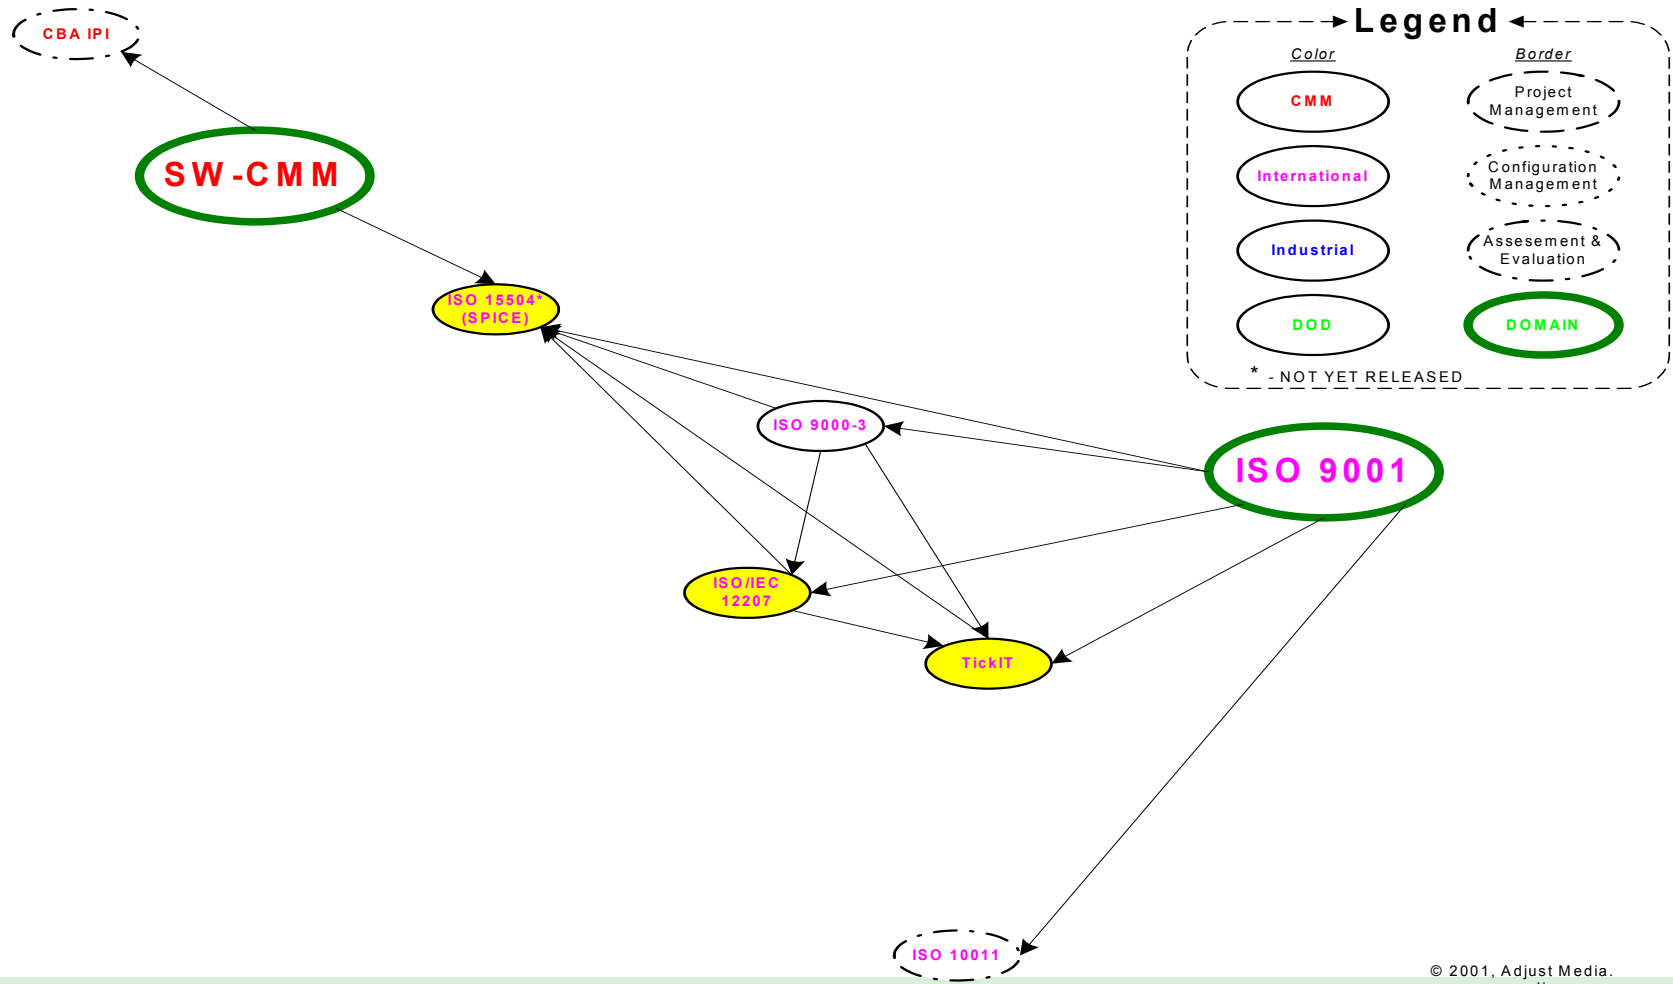 CBA IPI
Legend
Color
Border
CMM
Project
Management
SW-CMM
International
Configuration
Management
Industrial
Assesement &
Evaluation
ISO 15504*
(SPICE)
DOD
DOMAIN
* - NOT YET RELEASED
ISO 9000-3
ISO 9001
ISO/IEC
12207
TickIT
ISO 10011
© 2001, Adjust Media.